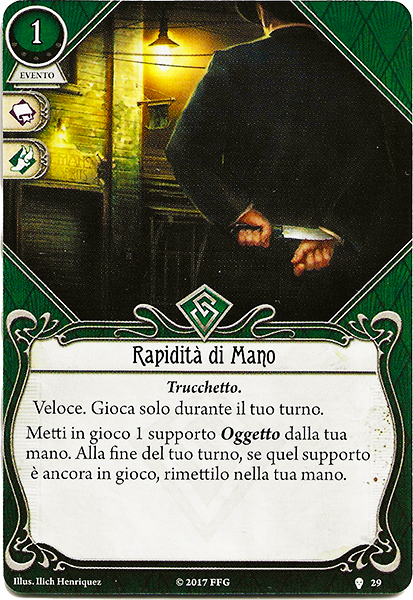 1
EVENTO
Rapidità di Mano
Trucchetto.
Veloce. Gioca solo durante il tuo turno.
Metti in gioco 1 supporto Oggetto dalla tua
mano. Alla fine del tuo turno, se quel supporto
è ancora in gioco, rimettilo nella tua mano.
Illus. Ilich Henriquez
© 2017 FFG
29